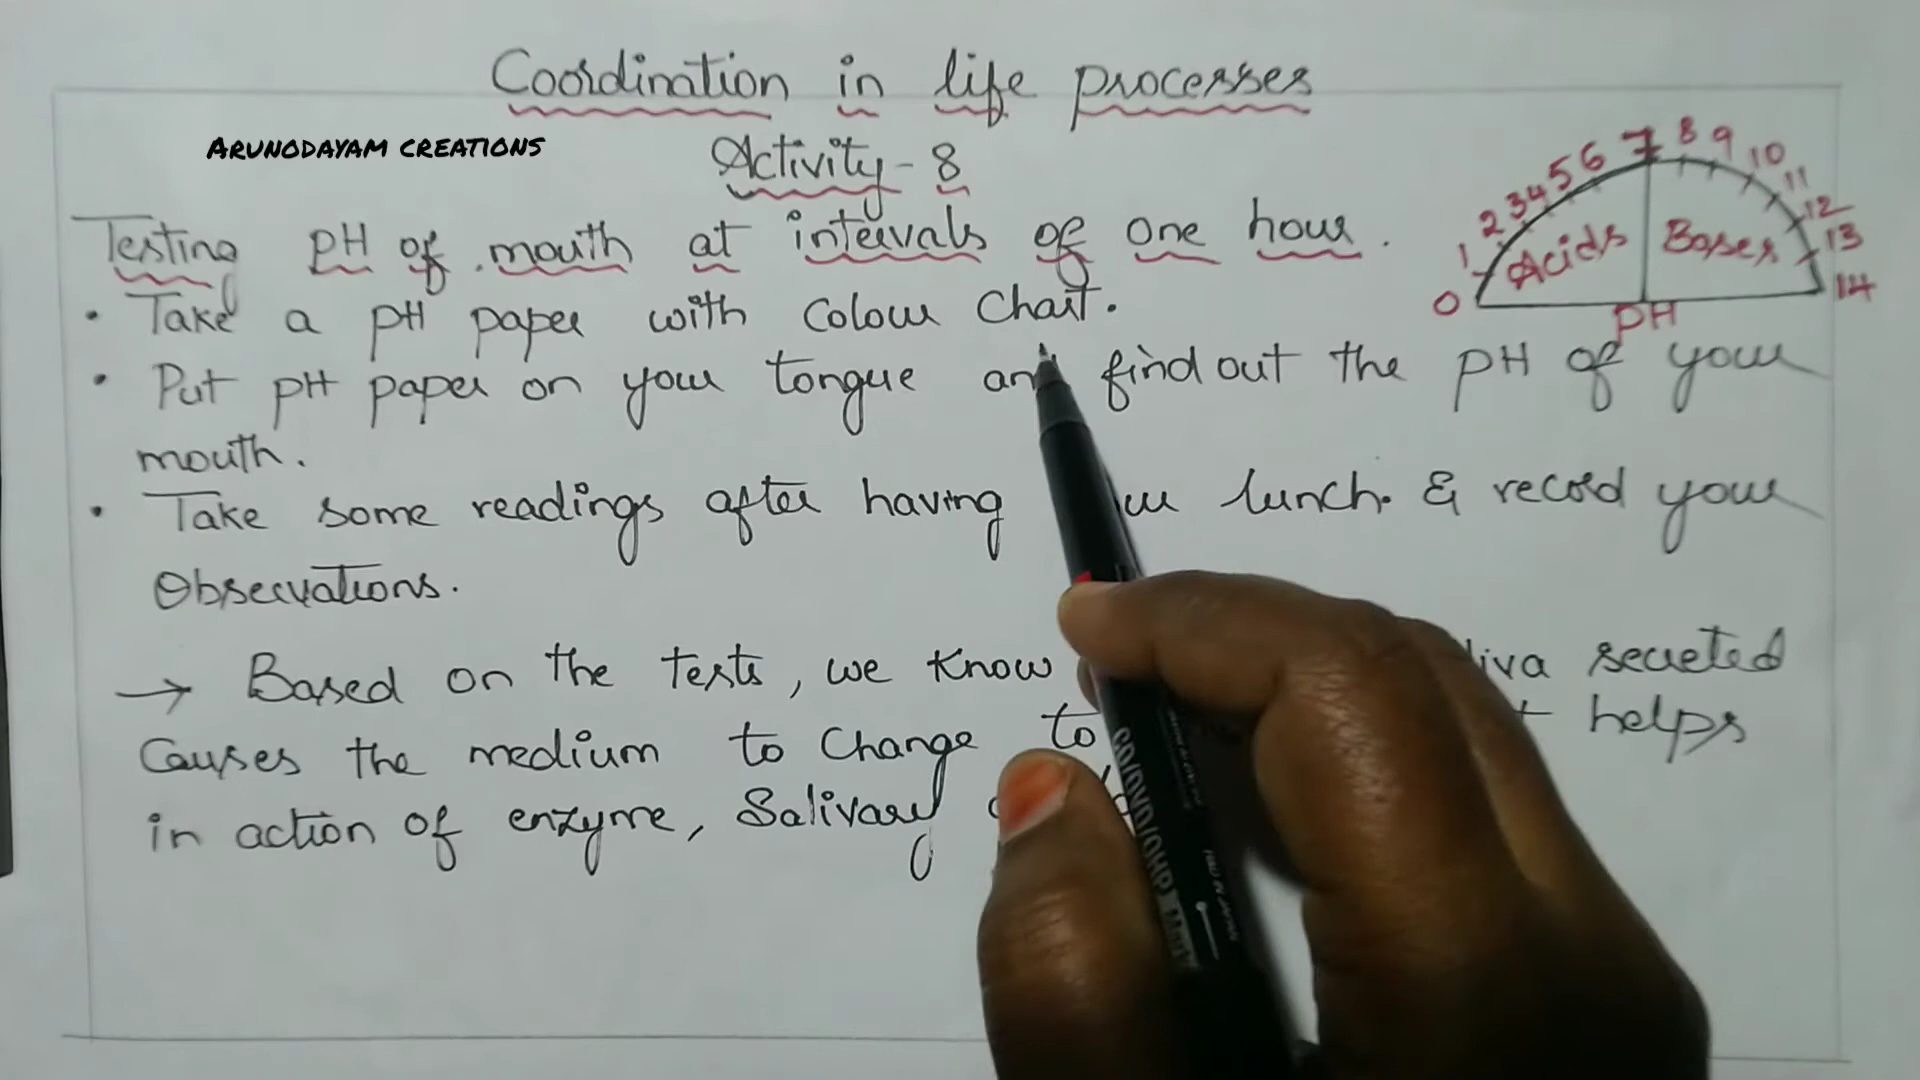 Coordination in life processes
ARUNODAYAM CREATIONS
Activity - 8
Testing pH of mouth at intervals of one hour.
• Take a pH paper with colour chart.
• Put pH paper on your tongue and find out the pH of your
mouth.
• Take some readings after having lunch. & record your
Observations.
→ Based on the tests, we know secreted
causes the medium to change to helps
in action of enzyme, Salivary
0 1 2 3 4 5 6 7 8 9 10 11 12 13 14
Acids Bases
PH
CD/DVD/OHP Marker